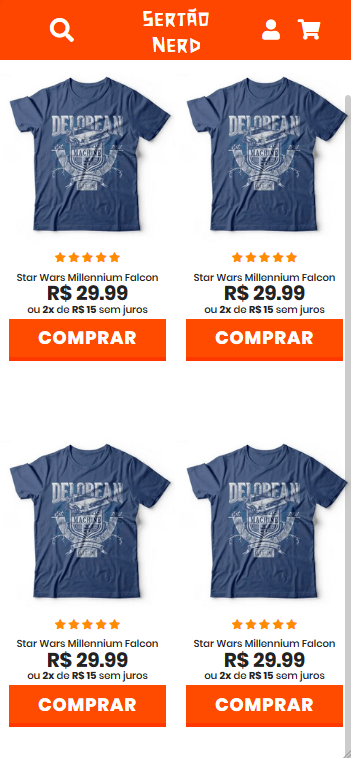 Sertão
Nerd
DELOREAN
MACHINE
DELOREAN
MACHINE
Star Wars Millennium Falcon
R$ 29.99
ou 2x de R$ 15 sem juros
COMPRAR
Star Wars Millennium Falcon
R$ 29.99
ou 2x de R$ 15 sem juros
COMPRAR
DELOREAN
MACHINE
DELOREAN
MACHINE
Star Wars Millennium Falcon
R$ 29.99
ou 2x de R$ 15 sem juros
COMPRAR
Star Wars Millennium Falcon
R$ 29.99
ou 2x de R$ 15 sem juros
COMPRAR